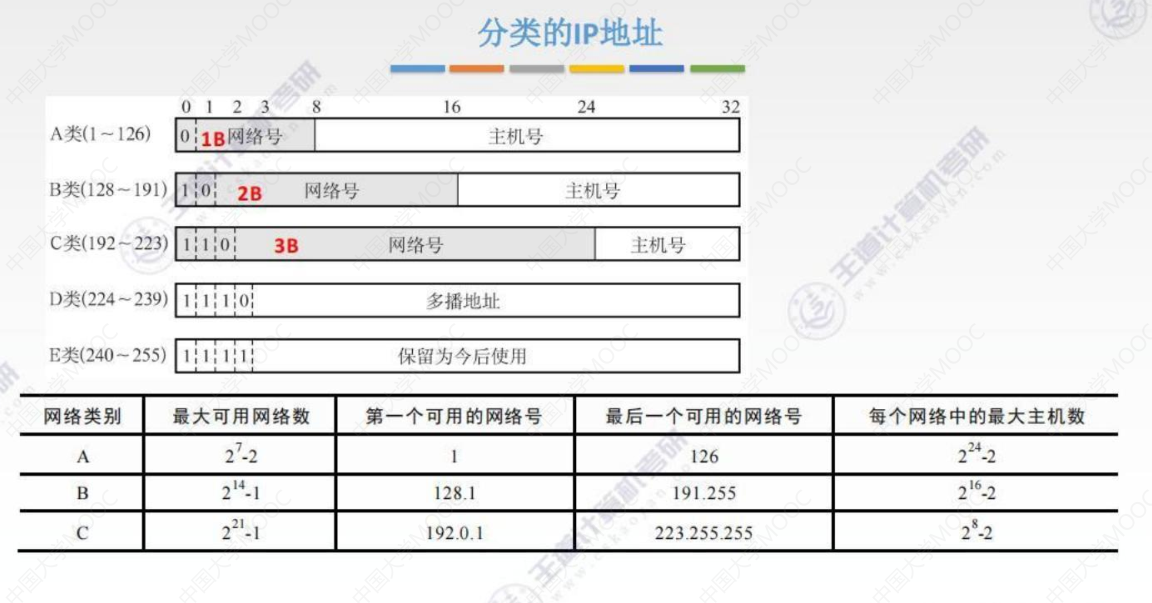 分类的IP地址
0 1 2 3 8 16 24 32
A类(1~126) 0 1B 网络号 主机号
B类(128~191) 1 0 2B 网络号 主机号
C类(192~223) 1 1 0 3B 网络号 主机号
D类(224~239) 1 1 1 0 多播地址
E类(240~255) 1 1 1 1 保留为今后使用
网络类别 最大可用网络数 第一个可用的网络号 最后一个可用的网络号 每个网络中的最大主机数
A 2^7-2 1 126 2^24-2
B 2^14-1 128.1 191.255 2^16-2
C 2^21-1 192.0.1 223.255.255 2^8-2
中国大学MOOC
王道计算机考研
www.cskaoyan.com